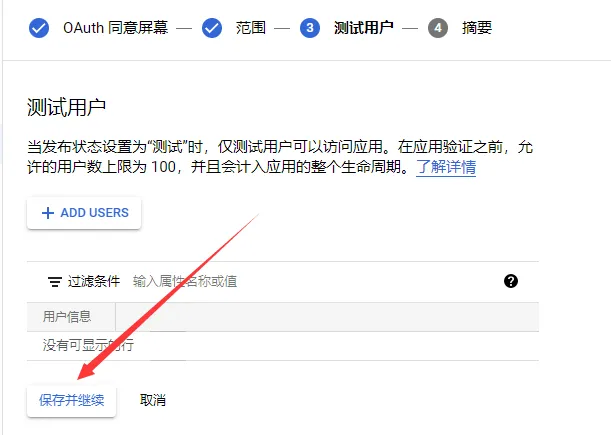 OAuth 同意屏幕 — 范围 — 3 测试用户 — 4 摘要
测试用户
当发布状态设置为“测试”时，仅测试用户可以访问应用。在应用验证之前，允
许的用户数上限为 100，并且会计入应用的整个生命周期。了解详情
+ ADD USERS
过滤条件 输入属性名称或值 ?
用户信息
没有可显示的行
保存并继续 取消